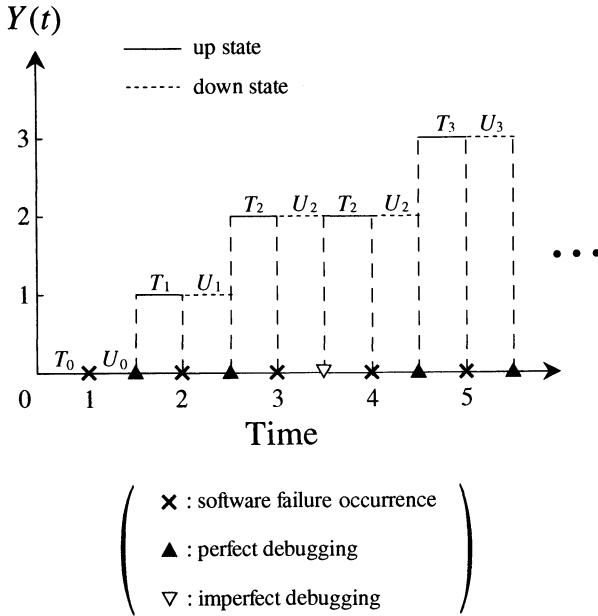 Y(t)
up state
down state
3
T3 U3
2
T2 U2 T2 U2
1
T1 U1
T0 U0
0
0 1 2 3 4 5
Time
: software failure occurrence
: perfect debugging
: imperfect debugging